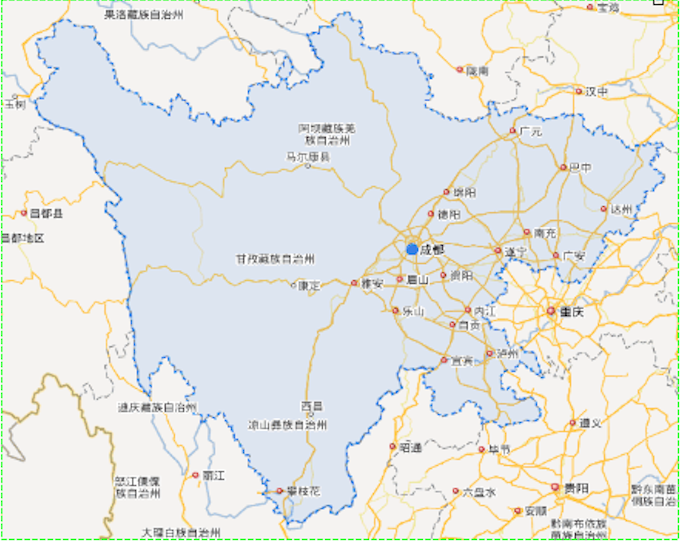 果洛藏族自治州
宝鸡
陇南
汉中
玉树
阿坝藏族羌
族自治州
马尔康县
广元
巴中
绵阳
德阳
达州
昌都县
昌都地区
南充
成都
遂宁
广安
甘孜藏族自治州
康定
雅安
眉山
资阳
乐山
内江
重庆
自贡
宜宾
泸州
迪庆藏族自治州
西昌
凉山彝族自治州
遵义
昭通
毕节
丽江
怒江傈僳
族自治州
攀枝花
六盘水
贵阳
黔东南苗
侗族自治
安顺
大理白族自治州
黔南布依族
苗族自治州